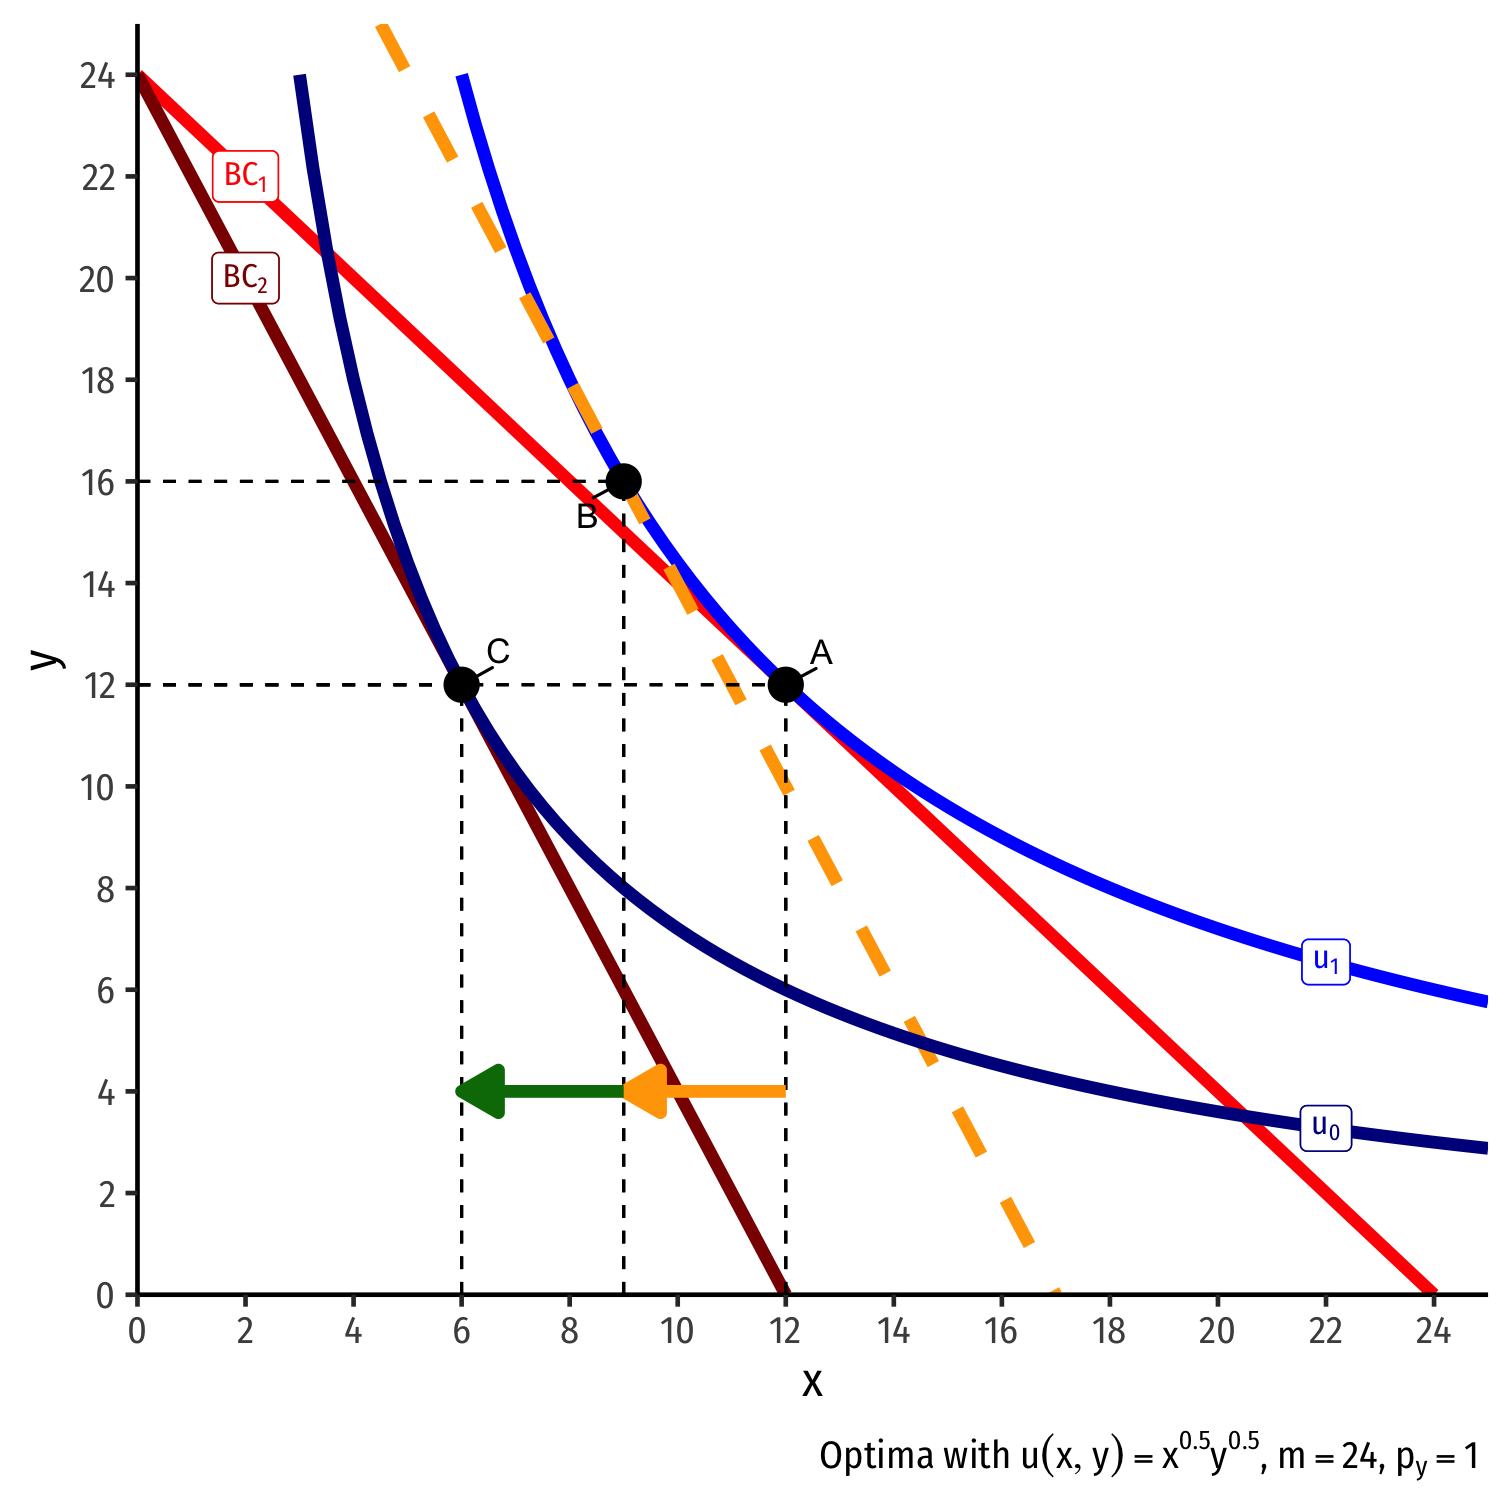 24
22
20
18
16
14
12
10
8
6
4
2
0
y
BC₁
BC₂
B
C
A
u₁
u₀
0 2 4 6 8 10 12 14 16 18 20 22 24
x
Optima with u(x, y) = x⁰·⁵y⁰·⁵, m = 24, pᵧ = 1